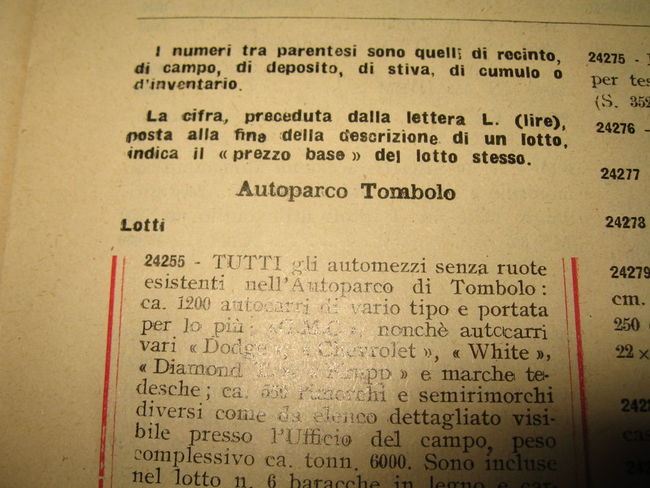 I numeri tra parentesi sono quelli di recinto,
di campo, di deposito, di stiva, di cumulo o
d'inventario.
La cifra, preceduta dalla lettera L. (lire),
posta alla fine della descrizione di un lotto,
indica il « prezzo base » del lotto stesso.
Autoparco Tombolo
Lotti
24255 - TUTTI gli automezzi senza ruote
esistenti nell'Autoparco di Tombolo :
ca. 1200 autocarri di vario tipo e portata
per lo più : « G.M.C. », nonchè autocarri
vari « Dodge », « Chevrolet », « White »,
« Diamond e marche te-
desche ; ca. rimorchi e semirimorchi
diversi come da elenco dettagliato visi-
bile presso l'Ufficio del campo, peso
complessivo ca. tonn. 6000. Sono incluse
nel lotto n. 6 baracche in legno e car-
24275 -
per tes
(S. 352
24276 -
24277
24278
24279
cm.
250
22 ×